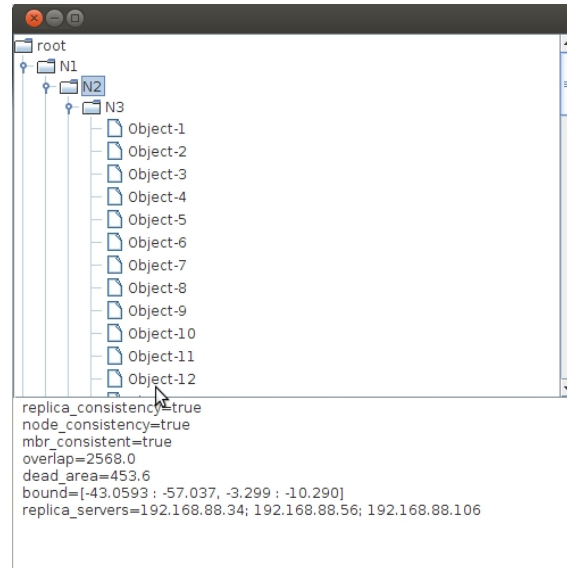 root
N1
N2
N3
Object-1
Object-2
Object-3
Object-4
Object-5
Object-6
Object-7
Object-8
Object-9
Object-10
Object-11
Object-12
replica_consistency=true
node_consistency=true
mbr_consistent=true
overlap=2568.0
dead_area=453.6
bound=[-43.0593 : -57.037, -3.299 : -10.290]
replica_servers=192.168.88.34; 192.168.88.56; 192.168.88.106